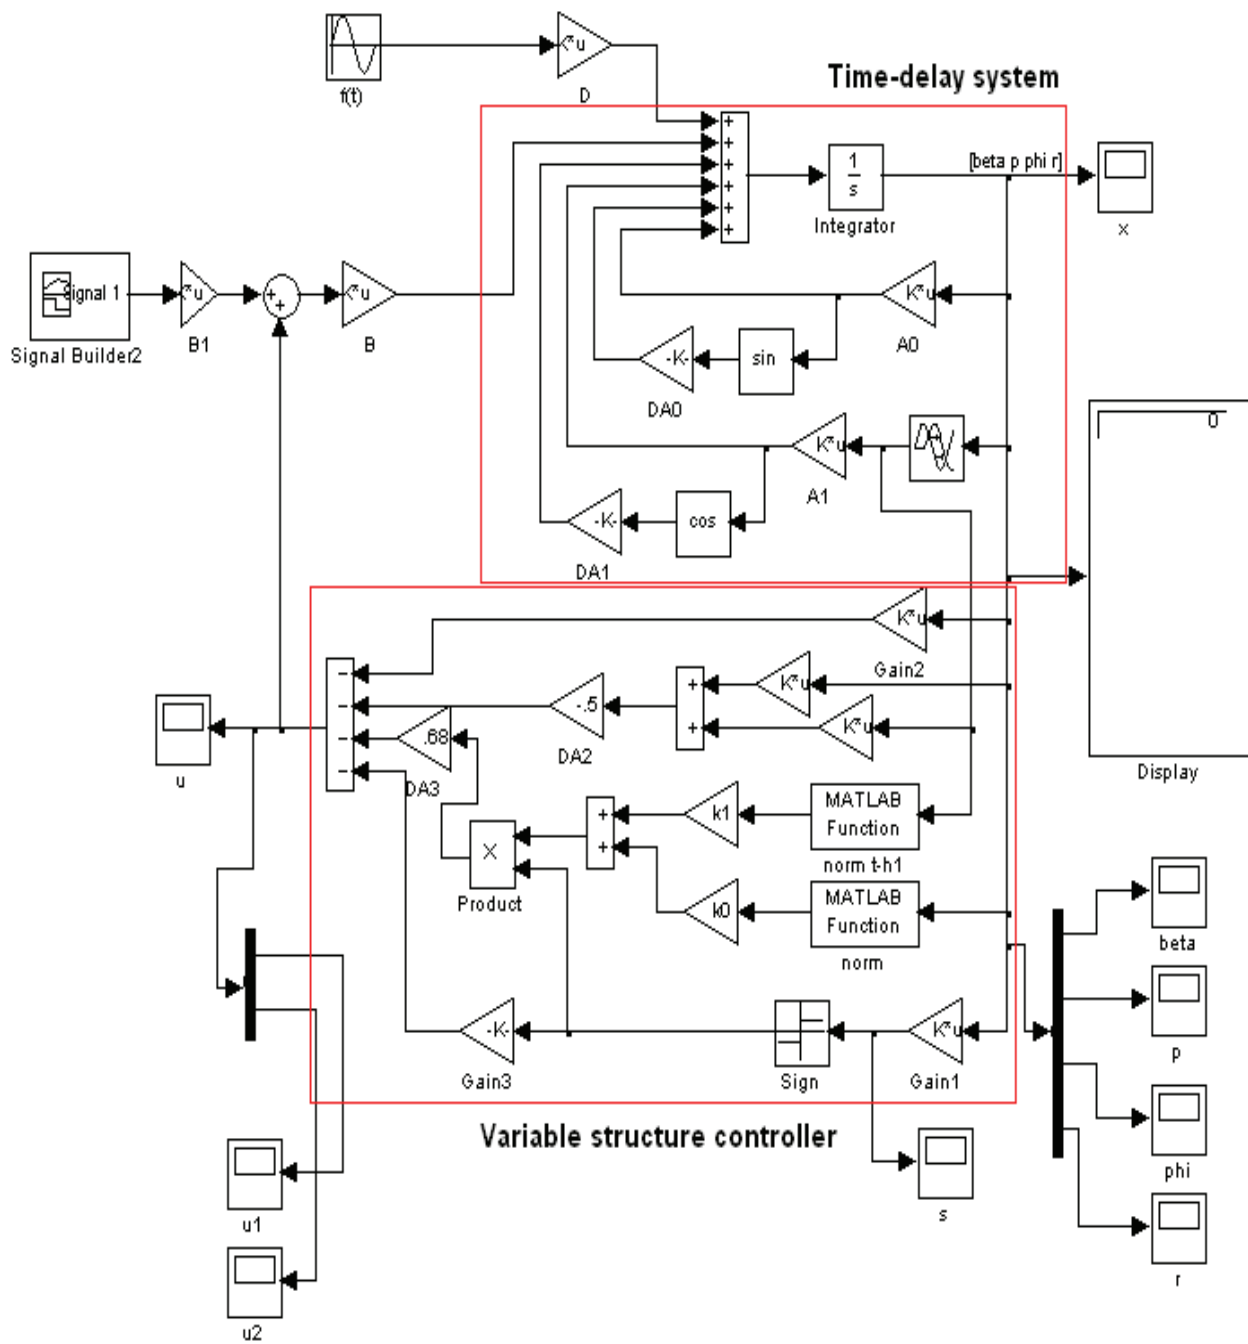 f(t)
<*u
D
Time-delay system
+
+
+
+
+
+
1
s
Integrator
[beta p phi r]
x
Signal 1
Signal Builder2
<*u
B1
+
+
<*u
B
K*u
A0
sin
-K-
DA0
K*u
A1
cos
-K-
DA1
0
Display
K*u
Gain2
-
-
-
-
u
K*u
+
+
K*u
-.5
DA2
.68
DA3
MATLAB
Function
norm t-h1
k1
+
+
X
Product
MATLAB
Function
norm
k0
beta
p
-K-
Gain3
Sign
K*u
Gain1
Variable structure controller
s
phi
r
u1
u2